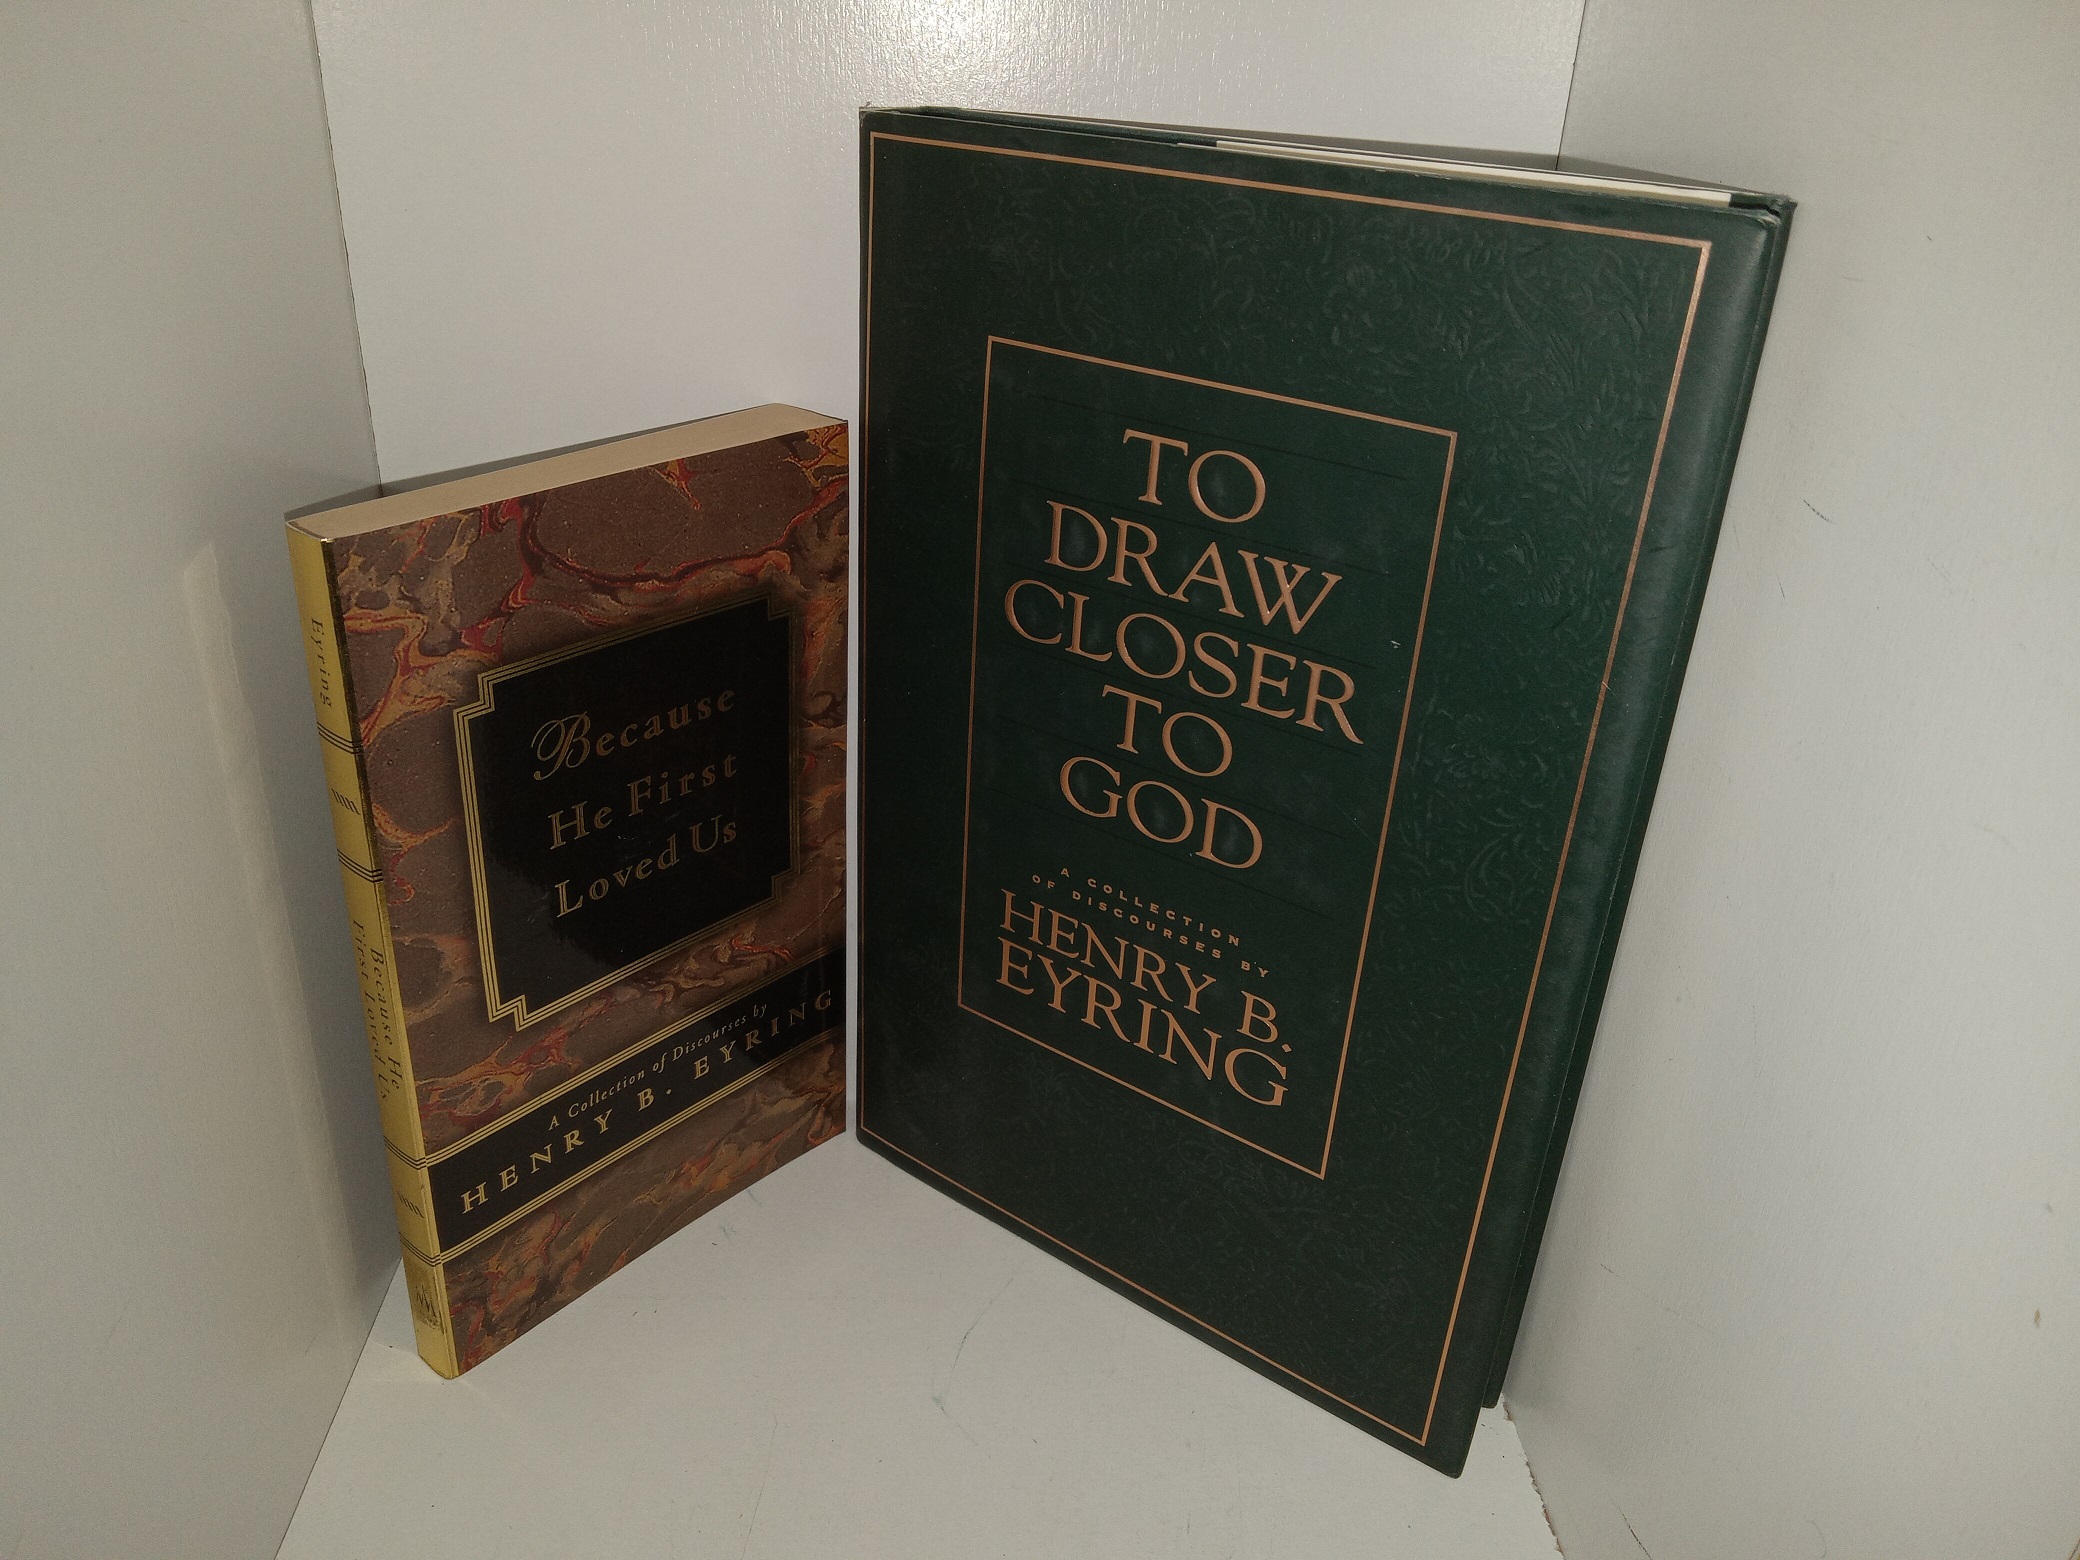 Eyring
Because He
First Loved Us
Because
He First
Loved Us
A Collection of Discourses by
HENRY B. EYRING
TO
DRAW
CLOSER
TO
GOD
A COLLECTION
OF DISCOURSES BY
HENRY B.
EYRING